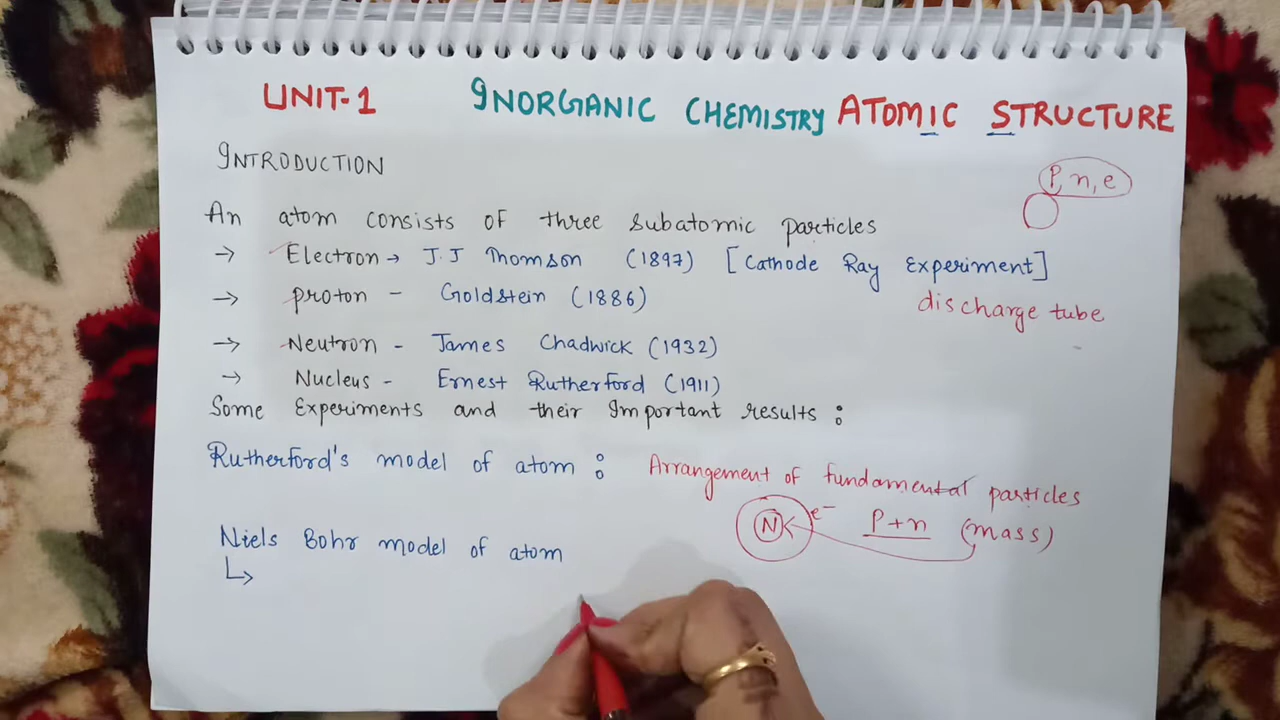 UNIT-1 INORGANIC CHEMISTRY ATOMIC STRUCTURE
INTRODUCTION
P, n, e
An atom consists of three subatomic particles
→ Electron → J.J Thomson (1897) [Cathode Ray Experiment]
→ Proton - Goldstein (1886)
discharge tube
→ Neutron - James Chadwick (1932)
→ Nucleus - Ernest Rutherford (1911)
Some Experiments and their Important results :
Rutherford's model of atom : Arrangement of fundamental particles
N e⁻ P+n (mass)
Niels Bohr model of atom